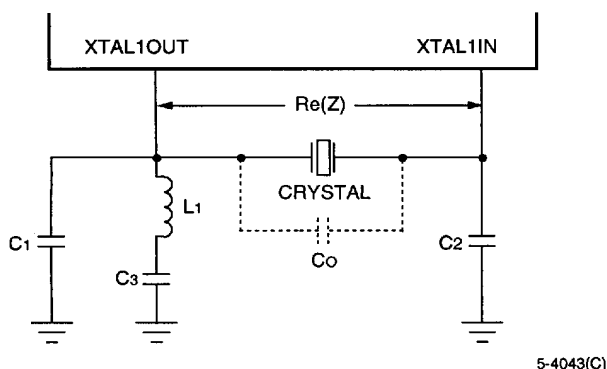 XTAL1OUT XTAL1IN
Re(Z)
CRYSTAL
L1
C1
C3
CO
C2
5-4043(C)